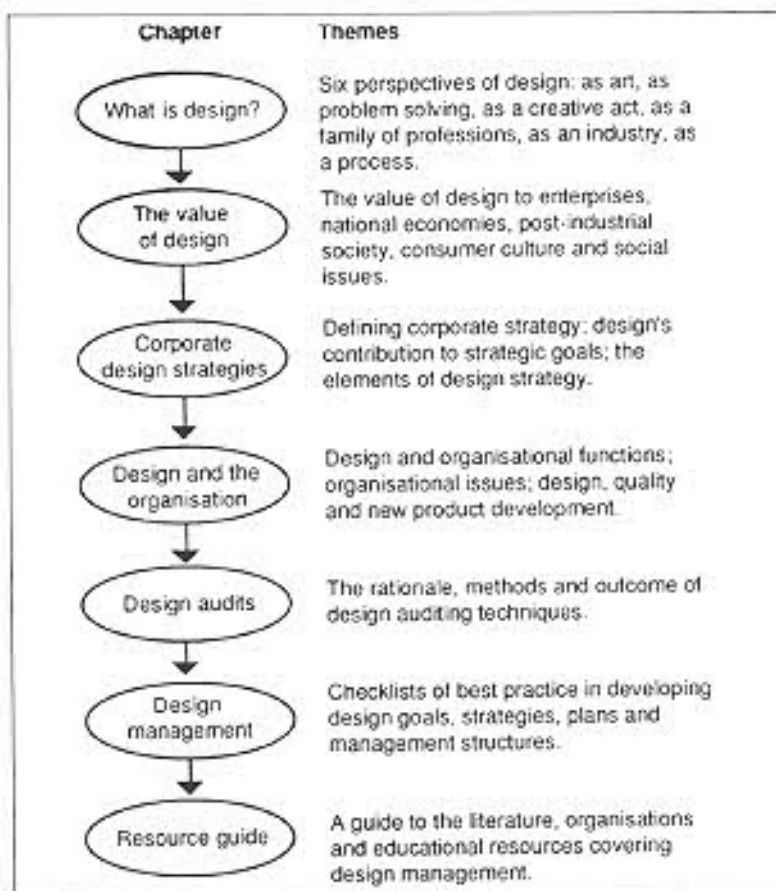 Chapter Themes
What is design?
Six perspectives of design: as art, as
problem solving, as a creative act, as a
family of professions, as an industry, as
a process.
The value
of design
The value of design to enterprises,
national economies, post-industrial
society, consumer culture and social
issues.
Corporate
design strategies
Defining corporate strategy; design's
contribution to strategic goals; the
elements of design strategy.
Design and the
organisation
Design and organisational functions;
organisational issues; design, quality
and new product development.
Design audits
The rationale, methods and outcome of
design auditing techniques.
Design
management
Checklists of best practice in developing
design goals, strategies, plans and
management structures.
Resource guide
A guide to the literature, organisations
and educational resources covering
design management.